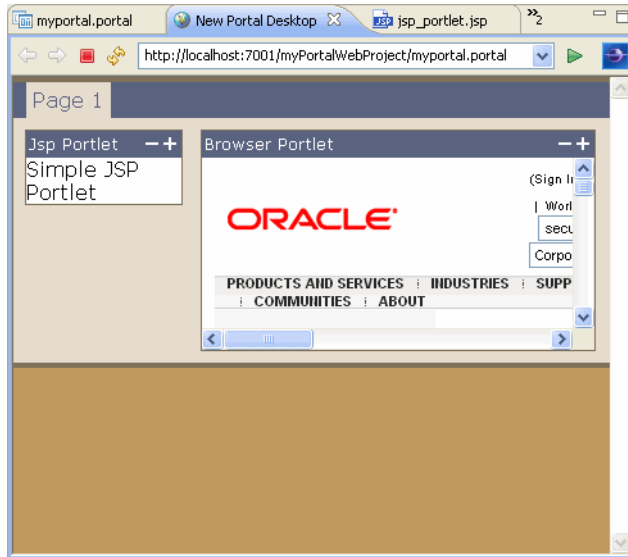 myportal.portal
New Portal Desktop
jsp_portlet.jsp
2
http://localhost:7001/myPortalWebProject/myportal.portal
Page 1
Jsp Portlet
Simple JSP
Portlet
Browser Portlet
(Sign In
| Worl
ORACLE
secu
Corpo
PRODUCTS AND SERVICES | INDUSTRIES | SUPP
| COMMUNITIES | ABOUT